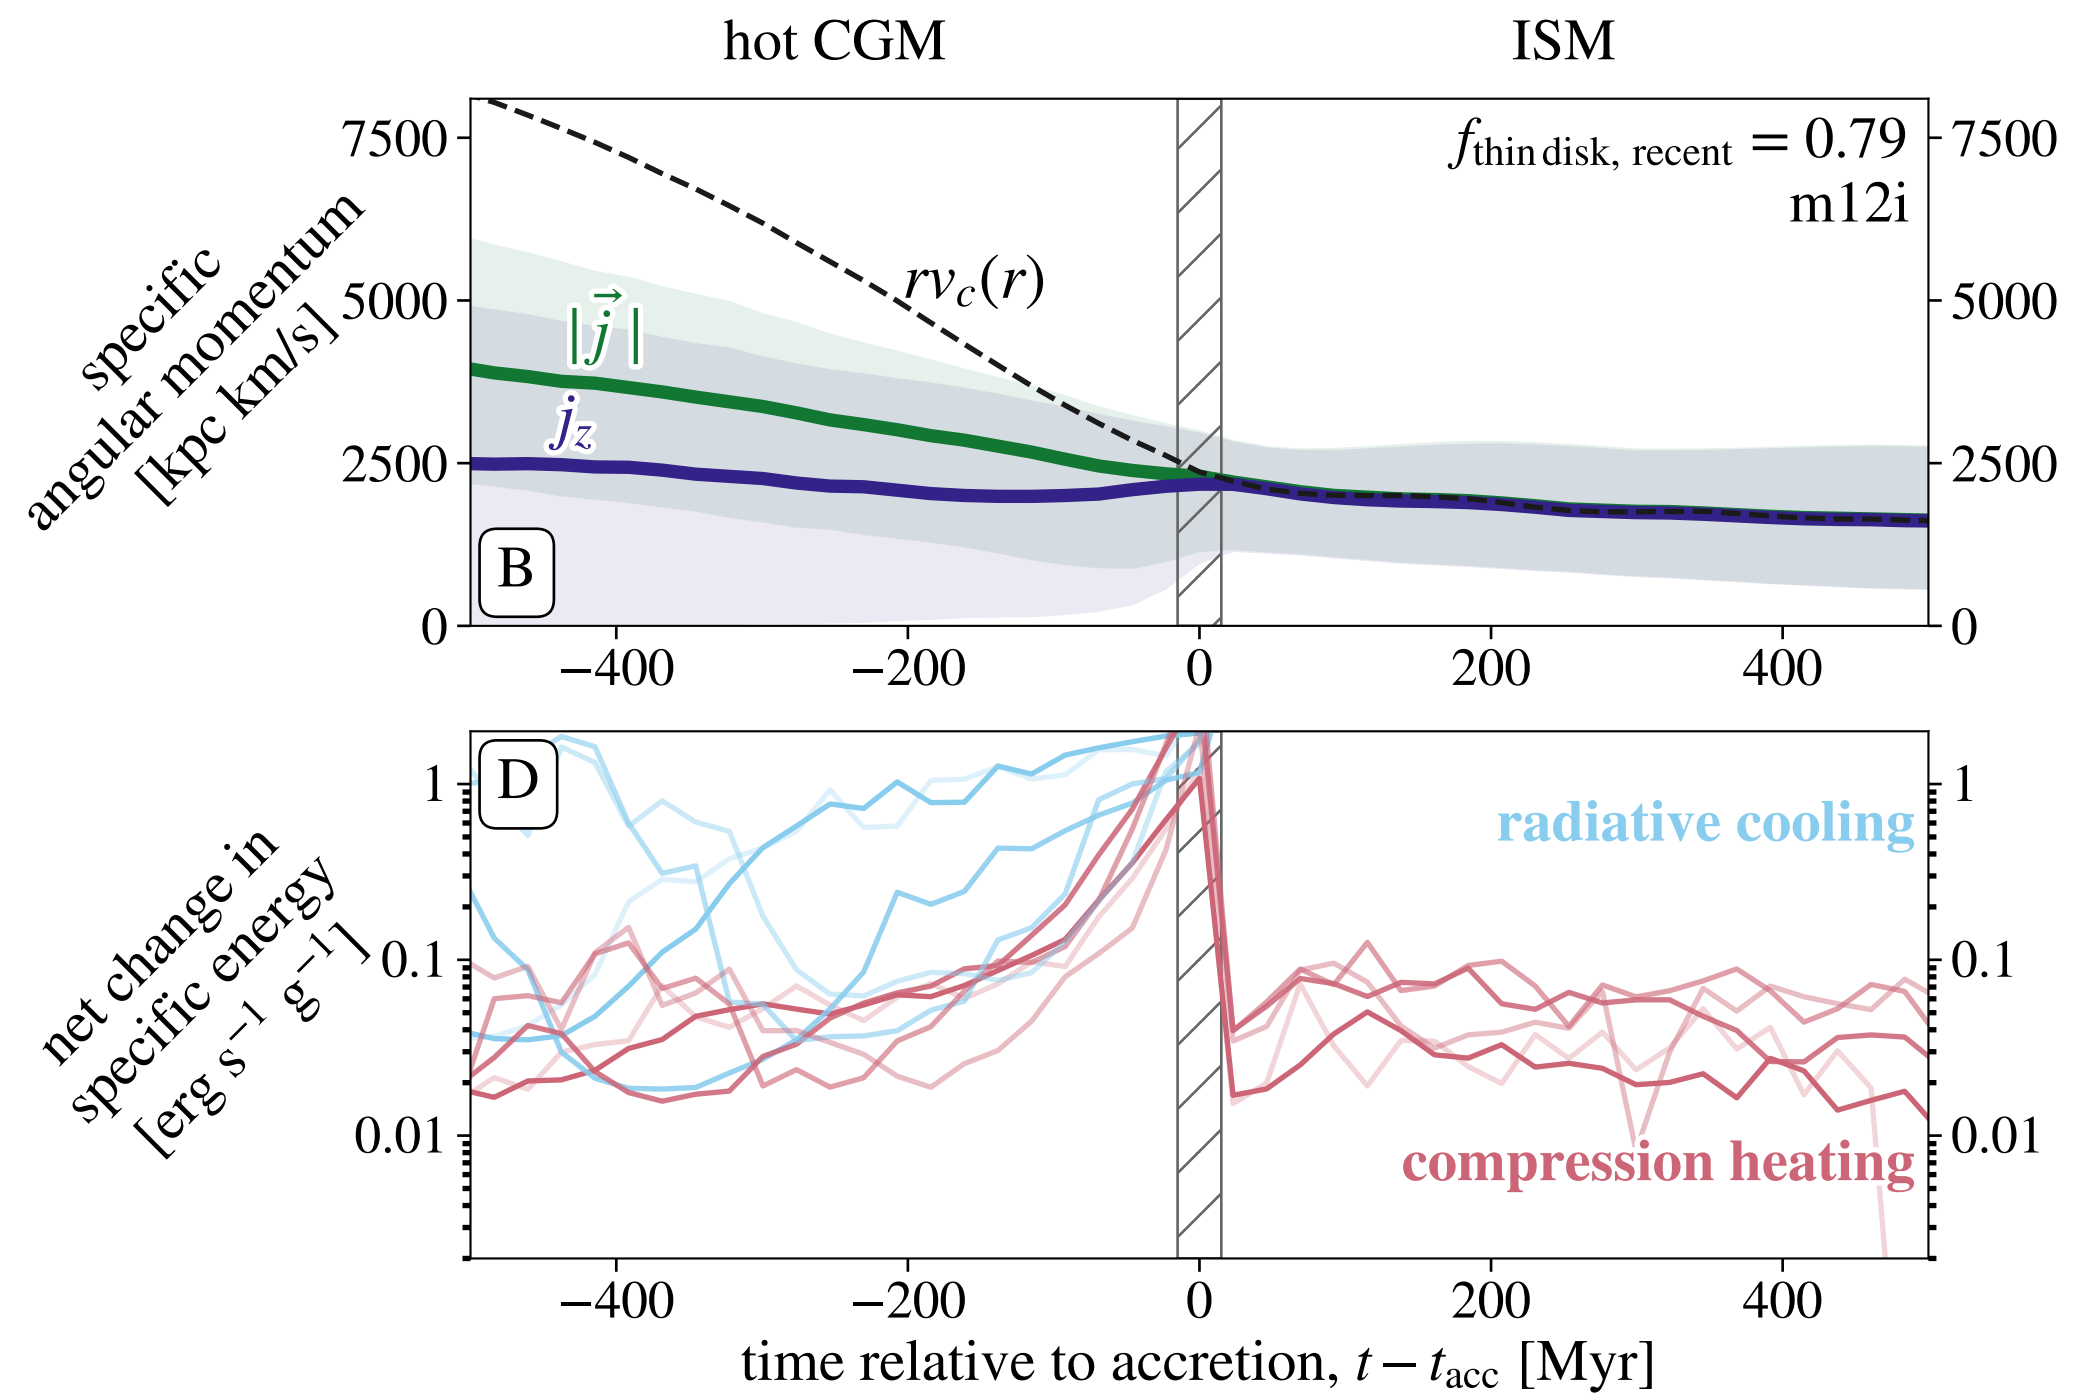 hot CGM
ISM
specific
angular momentum
[kpc km/s]
7500
5000
2500
0
7500
5000
2500
0
f_thin disk, recent = 0.79
m12i
rv_c(r)
|j⃗|
j_z
B
−400
−200
0
200
400
net change in
specific energy
[erg s⁻¹ g⁻¹]
1
0.1
0.01
1
0.1
0.01
D
radiative cooling
compression heating
−400
−200
0
200
400
time relative to accretion, t − t_acc [Myr]